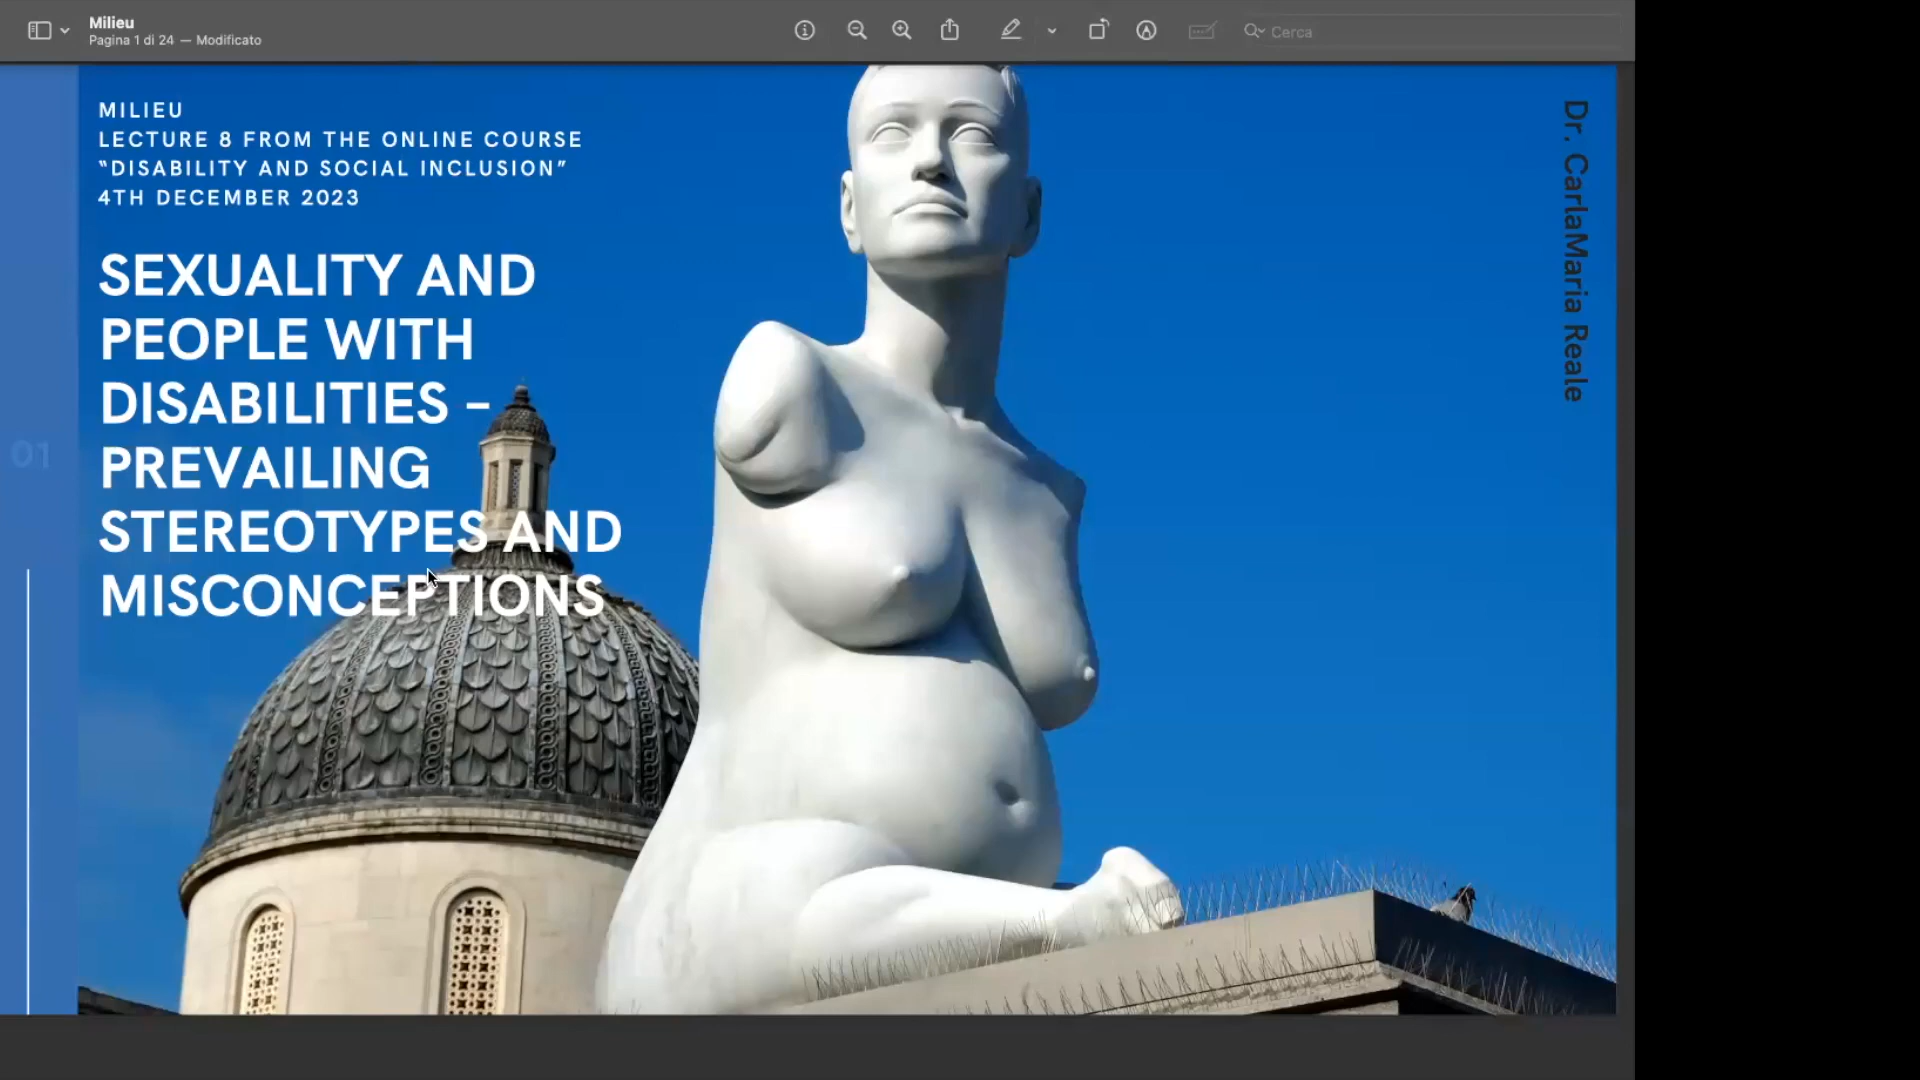 Milieu
Pagina 1 di 24 — Modificato
Cerca
MILIEU
LECTURE 8 FROM THE ONLINE COURSE
“DISABILITY AND SOCIAL INCLUSION”
4TH DECEMBER 2023
SEXUALITY AND
PEOPLE WITH
DISABILITIES –
PREVAILING
STEREOTYPES AND
MISCONCEPTIONS
01
Dr. CarlaMaria Reale